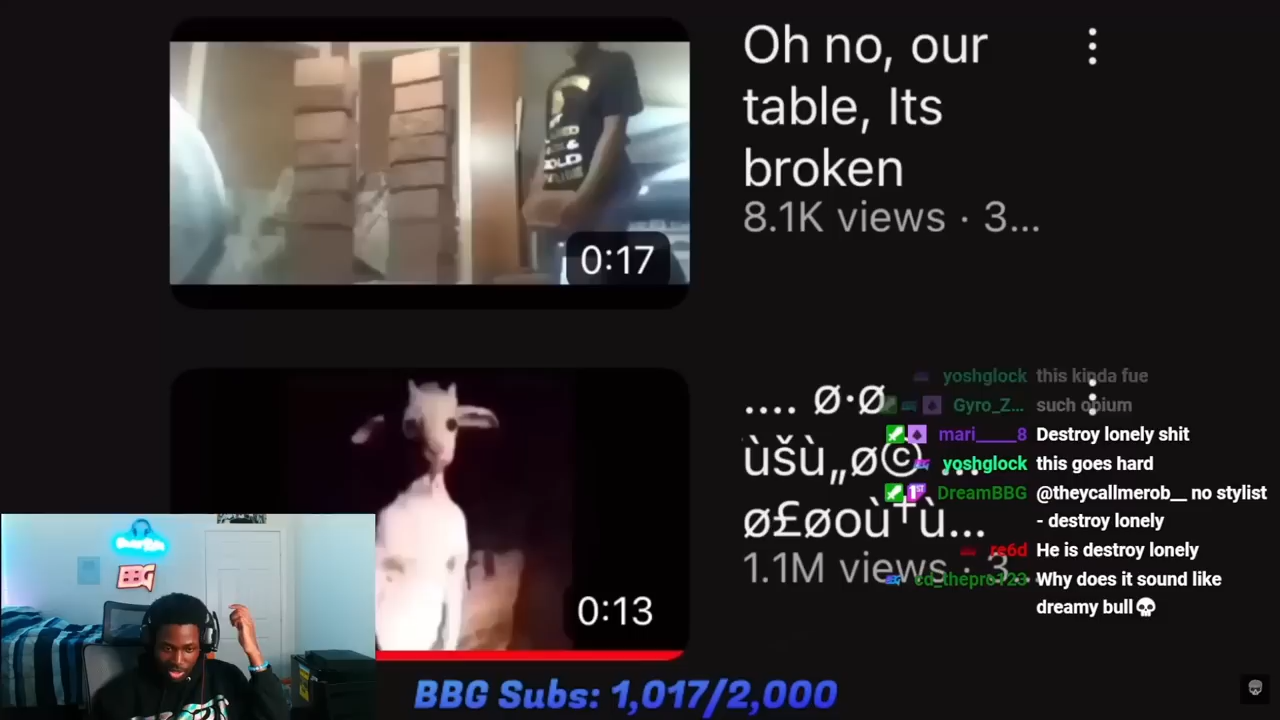 Oh no, our
table, Its
broken
8.1K views · 3...
0:17
.... ø·ø
ùšù„ø© ...
ø£øoù†ù...
1.1M views · 3...
0:13
yoshglock this kinda fue
Gyro_Z... such opium
mari____8 Destroy lonely shit
yoshglock this goes hard
DreamBBG @theycallmerob__ no stylist
- destroy lonely
re6d He is destroy lonely
cd_thepro123 Why does it sound like
dreamy bull💀
BBG
BBG Subs: 1,017/2,000